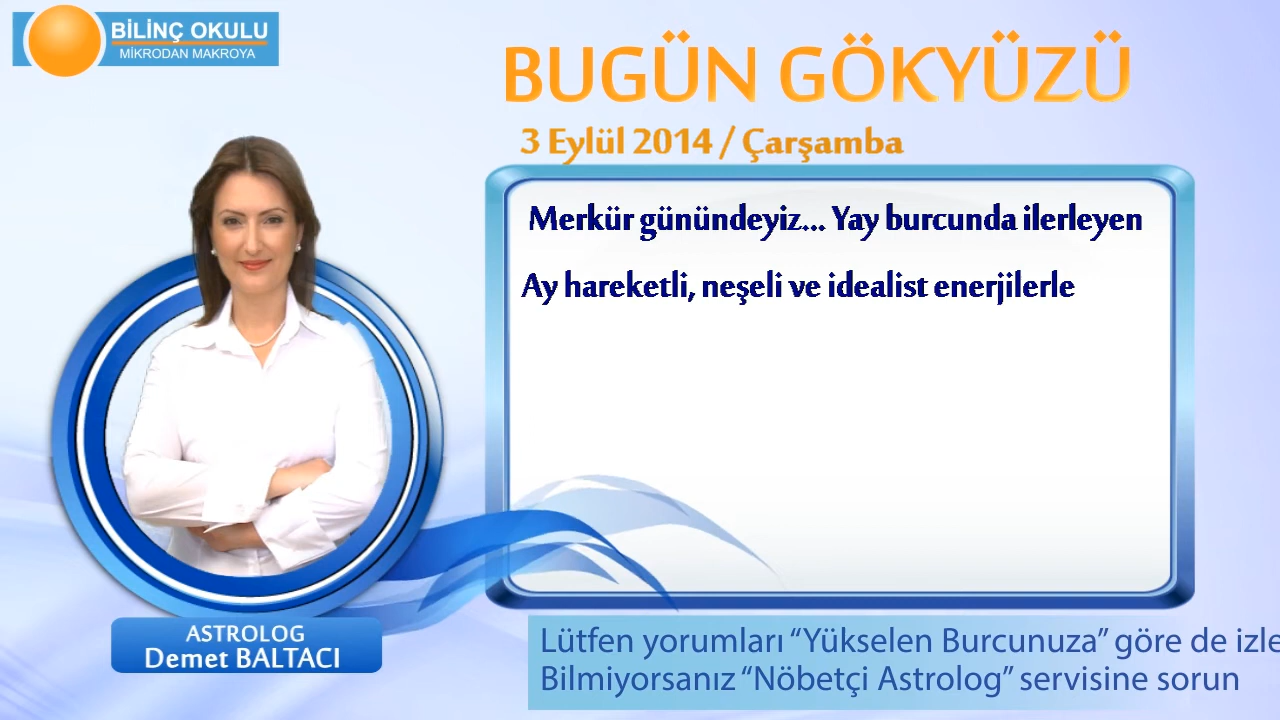 BİLİNÇ OKULU
MİKRODAN MAKROYA
BUGÜN GÖKYÜZÜ
3 Eylül 2014 / Çarşamba
Merkür günündeyiz... Yay burcunda ilerleyen
Ay hareketli, neşeli ve idealist enerjilerle
ASTROLOG
Demet BALTACI
Lütfen yorumları “Yükselen Burcunuza” göre de izle
Bilmiyorsanız “Nöbetçi Astrolog” servisine sorun